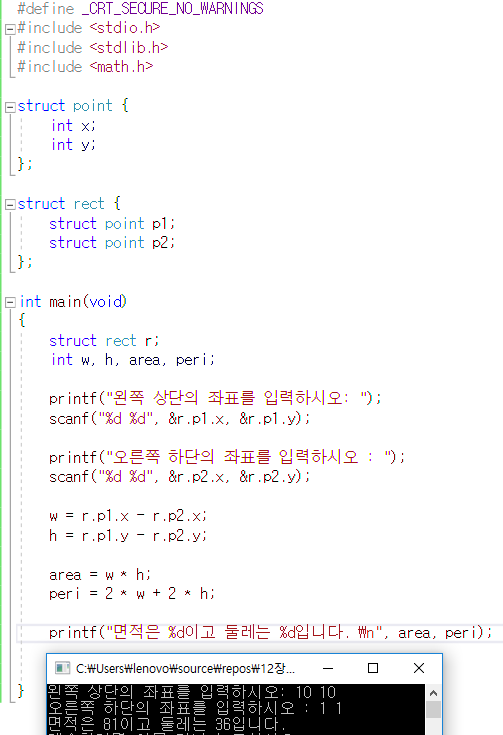 #define _CRT_SECURE_NO_WARNINGS
#include <stdio.h>
#include <stdlib.h>
#include <math.h>
struct point {
int x;
int y;
};
struct rect {
struct point p1;
struct point p2;
};
int main(void)
{
struct rect r;
int w, h, area, peri;
printf("왼쪽 상단의 좌표를 입력하시오: ");
scanf("%d %d", &r.p1.x, &r.p1.y);
printf("오른쪽 하단의 좌표를 입력하시오 : ");
scanf("%d %d", &r.p2.x, &r.p2.y);
w = r.p1.x - r.p2.x;
h = r.p1.y - r.p2.y;
area = w * h;
peri = 2 * w + 2 * h;
printf("면적은 %d이고 둘레는 %d입니다. ₩n", area, peri);
}
C:₩Users₩lenovo₩source₩repos₩12장...
왼쪽 상단의 좌표를 입력하시오: 10 10
오른쪽 하단의 좌표를 입력하시오 : 1 1
면적은 81이고 둘레는 36입니다.